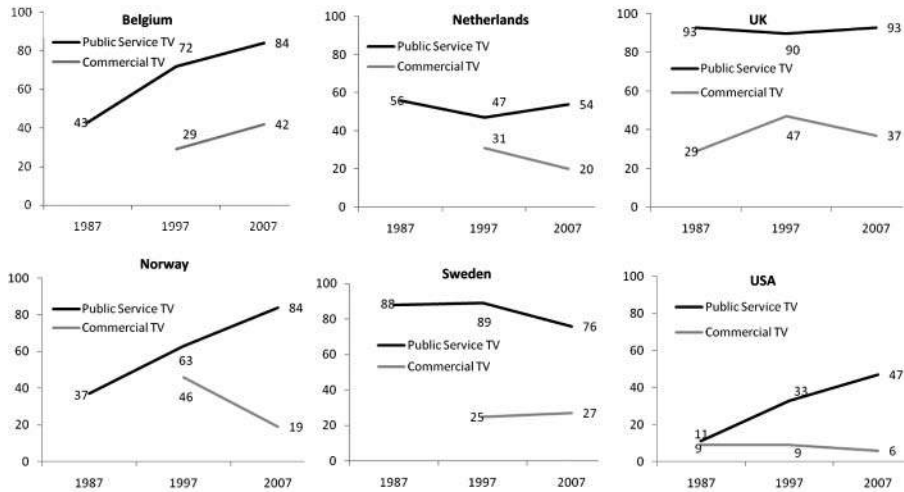 Belgium
100
80
60
40
20
0
Public Service TV
Commercial TV
43
72
84
29
42
1987 1997 2007
Netherlands
100
80
60
40
20
0
Public Service TV
Commercial TV
56
47
54
31
20
1987 1997 2007
UK
100
80
60
40
20
0
93
90
93
Public Service TV
Commercial TV
29
47
37
1987 1997 2007
Norway
100
80
60
40
20
0
Public Service TV
Commercial TV
37
63
84
46
19
1987 1997 2007
Sweden
100
80
60
40
20
0
88
89
76
Public Service TV
Commercial TV
25
27
1987 1997 2007
USA
100
80
60
40
20
0
Public Service TV
Commercial TV
11
33
47
9
9
6
1987 1997 2007